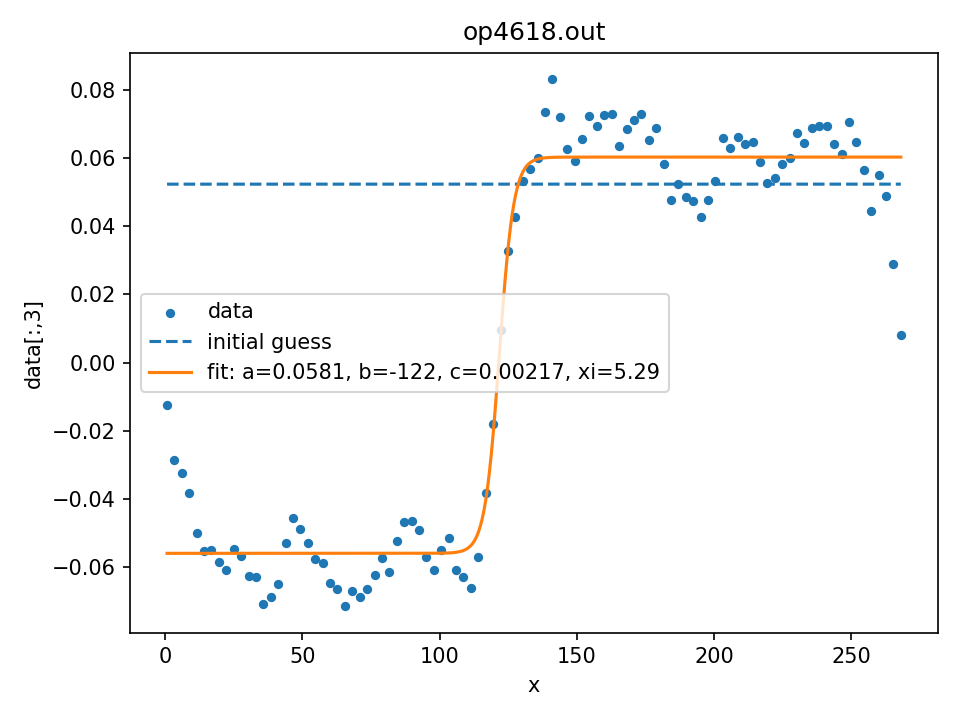 op4618.out
data[:,3]
0.08
0.06
0.04
0.02
0.00
−0.02
−0.04
−0.06
data
initial guess
fit: a=0.0581, b=-122, c=0.00217, xi=5.29
0 50 100 150 200 250
x